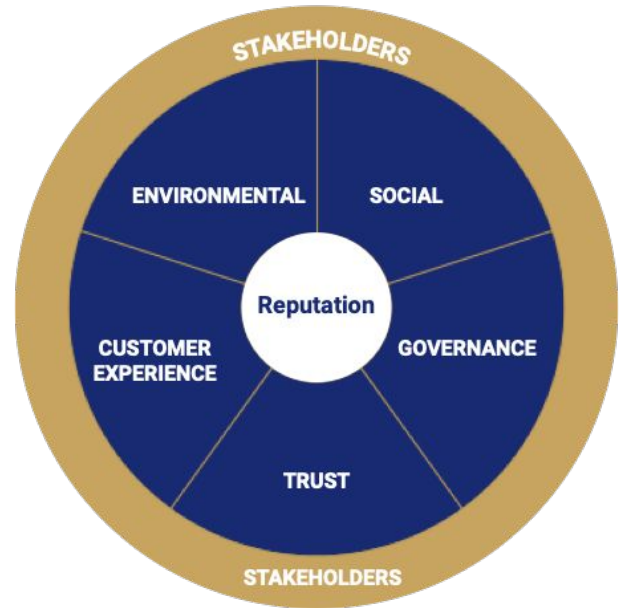 STAKEHOLDERS
ENVIRONMENTAL
SOCIAL
Reputation
CUSTOMER
EXPERIENCE
GOVERNANCE
TRUST
STAKEHOLDERS